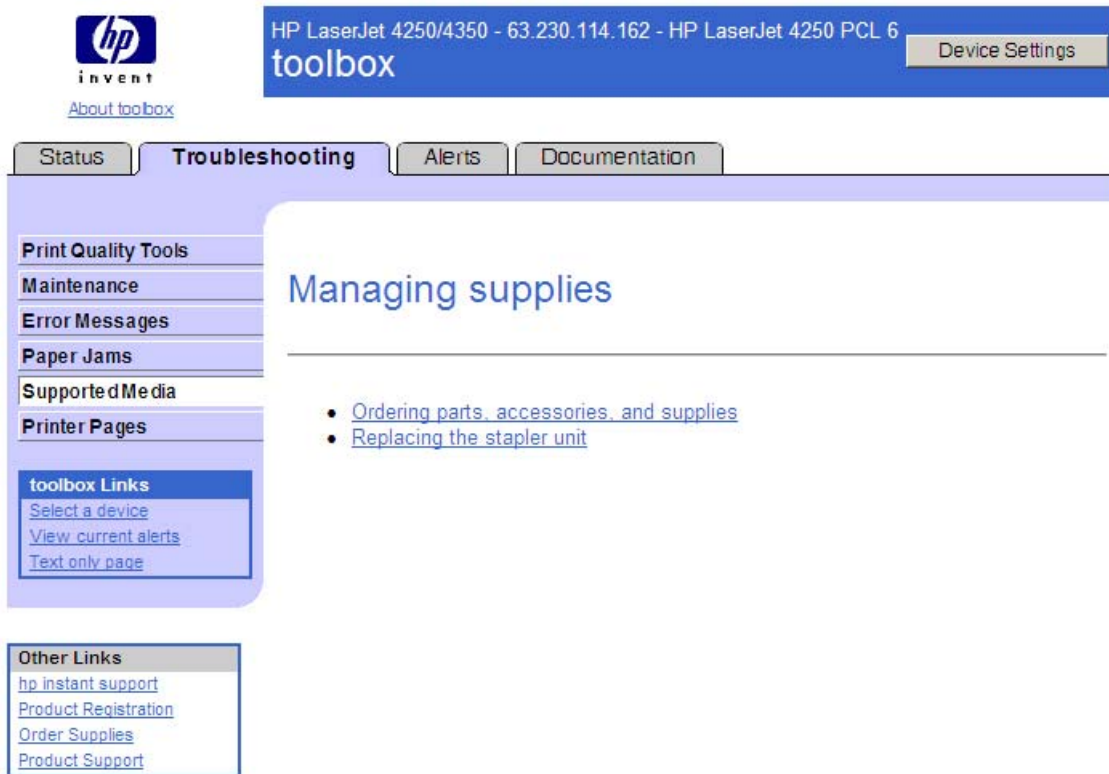 hp
invent
About toolbox
HP LaserJet 4250/4350 - 63.230.114.162 - HP LaserJet 4250 PCL 6
toolbox
Device Settings
Status
Troubleshooting
Alerts
Documentation
Print Quality Tools
Maintenance
Error Messages
Paper Jams
Supported Media
Printer Pages
toolbox Links
Select a device
View current alerts
Text only page
Other Links
hp instant support
Product Registration
Order Supplies
Product Support
Managing supplies
• Ordering parts, accessories, and supplies
• Replacing the stapler unit